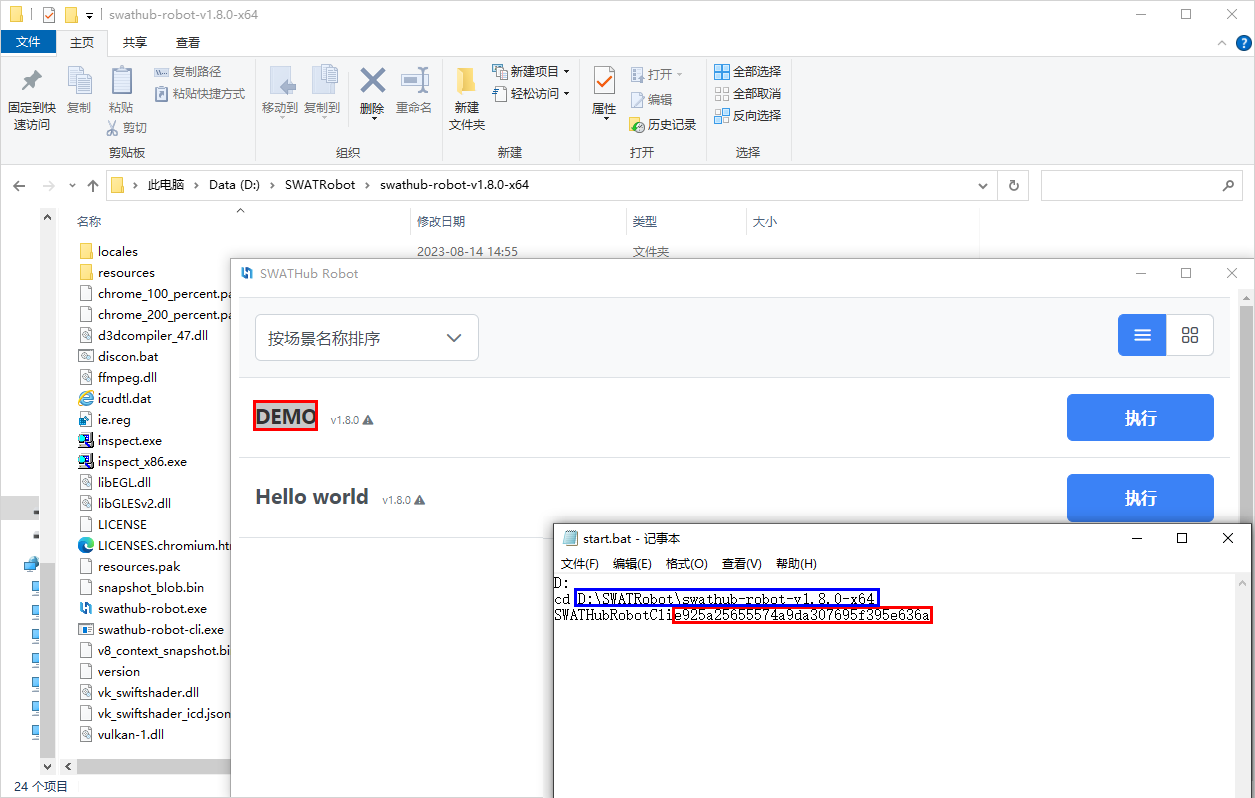 swathub-robot-v1.8.0-x64
文件 主页 共享 查看
固定到快速访问
复制
粘贴
复制路径
粘贴快捷方式
剪切
剪贴板
移动到
复制到
删除
重命名
组织
新建文件夹
新建项目
轻松访问
新建
属性
打开
编辑
历史记录
打开
全部选择
全部取消
反向选择
选择
此电脑 › Data (D:) › SWATRobot › swathub-robot-v1.8.0-x64
名称 修改日期 类型 大小
locales 2023-08-14 14:55 文件夹
resources
chrome_100_percent.pa
chrome_200_percent.pa
d3dcompiler_47.dll
discon.bat
ffmpeg.dll
icudtl.dat
ie.reg
inspect.exe
inspect_x86.exe
libEGL.dll
libGLESv2.dll
LICENSE
LICENSES.chromium.htm
resources.pak
snapshot_blob.bin
swathub-robot.exe
swathub-robot-cli.exe
v8_context_snapshot.bi
version
vk_swiftshader.dll
vk_swiftshader_icd.json
vulkan-1.dll
24 个项目
SWATHub Robot
按场景名称排序
DEMO v1.8.0 执行
Hello world v1.8.0 执行
start.bat - 记事本
文件(F) 编辑(E) 格式(O) 查看(V) 帮助(H)
D:
cd D:\SWATRobot\swathub-robot-v1.8.0-x64
SWATHubRobotCli e925a25655574a9da307695f395e636a